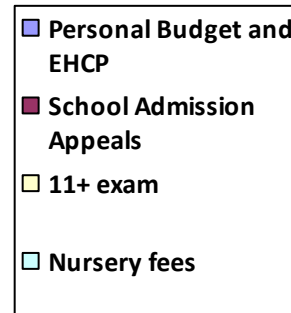 Personal Budget and
EHCP
School Admission
Appeals
11+ exam
Nursery fees